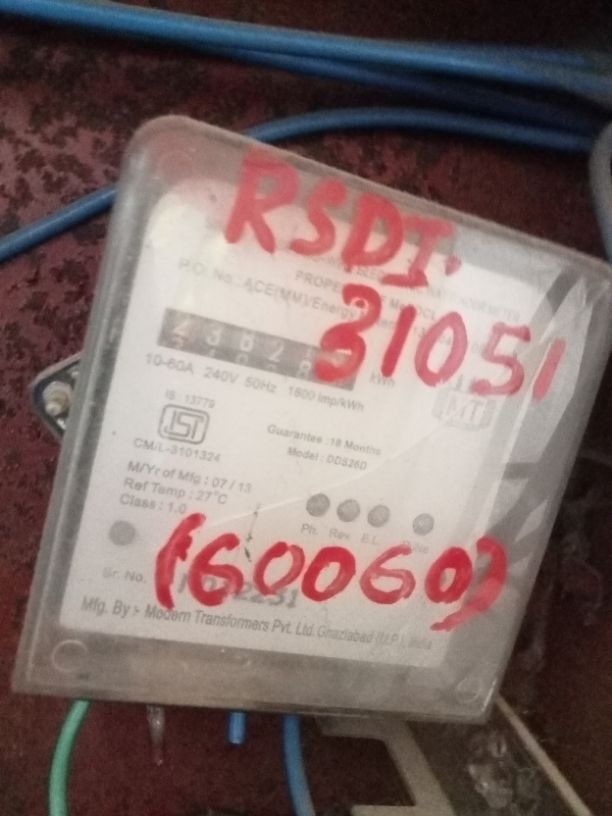 RSDI.
31051
P.O. No.: ACE(MM)/Energy
10-60A 240V 50Hz 1600 imp/kWh
kWh
IS : 13779
ISI
CM/L-3101324
MT
Guarantee : 18 Months
Model : DDS26D
M/Yr of Mfg : 07 / 13
Ref Temp : 27°C
Class : 1.0
Ph. Rev. E.L.
(60060)
Sr. No.
Mfg. By :- Modern Transformers Pvt. Ltd. Ghaziabad (U.P.), India